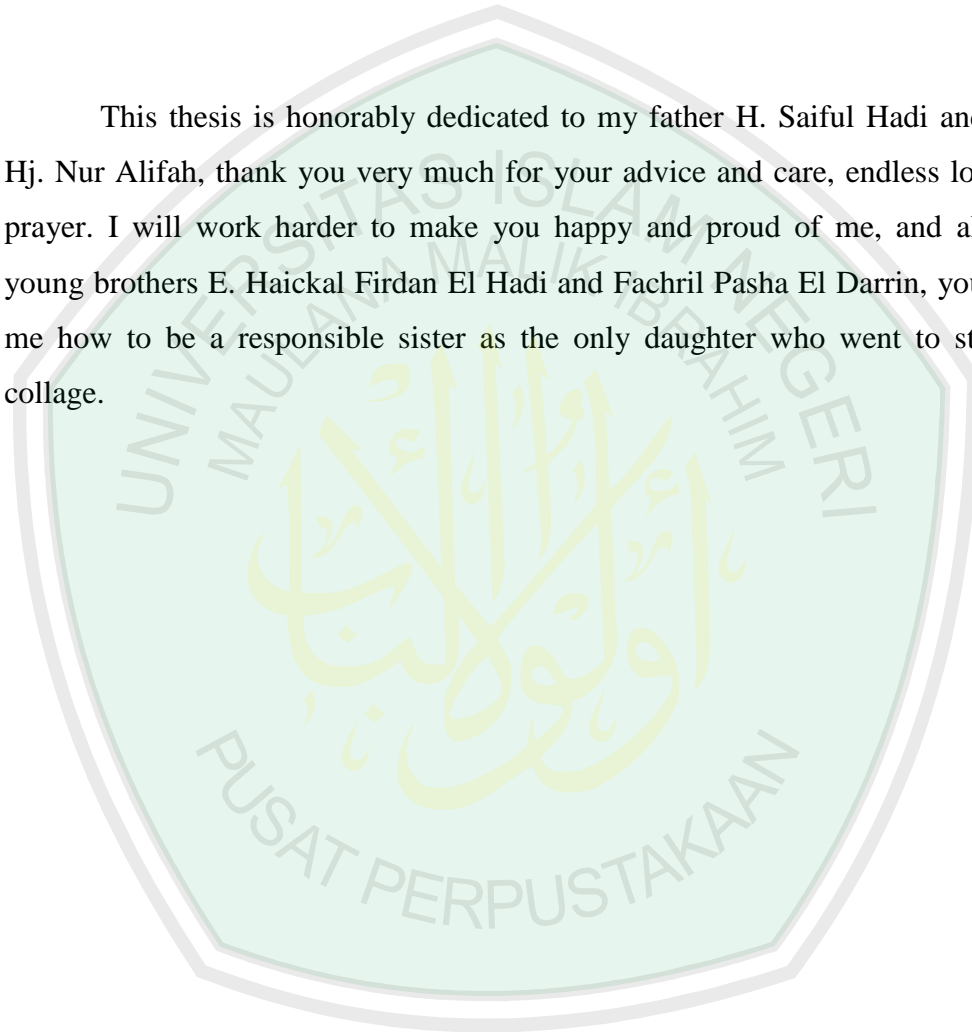 This thesis is honorably dedicated to my father H. Saiful Hadi and
Hj. Nur Alifah, thank you very much for your advice and care, endless
prayer. I will work harder to make you happy and proud of me, and
young brothers E. Haickal Firdan El Hadi and Fachril Pasha El Darrin,
me how to be a responsible sister as the only daughter who went to
collage.
UNIVERSITAS ISLAM NEGERI
MAULANA MALIK IBRAHIM
أولو الألباب
PUSAT PERPUSTAKAAN